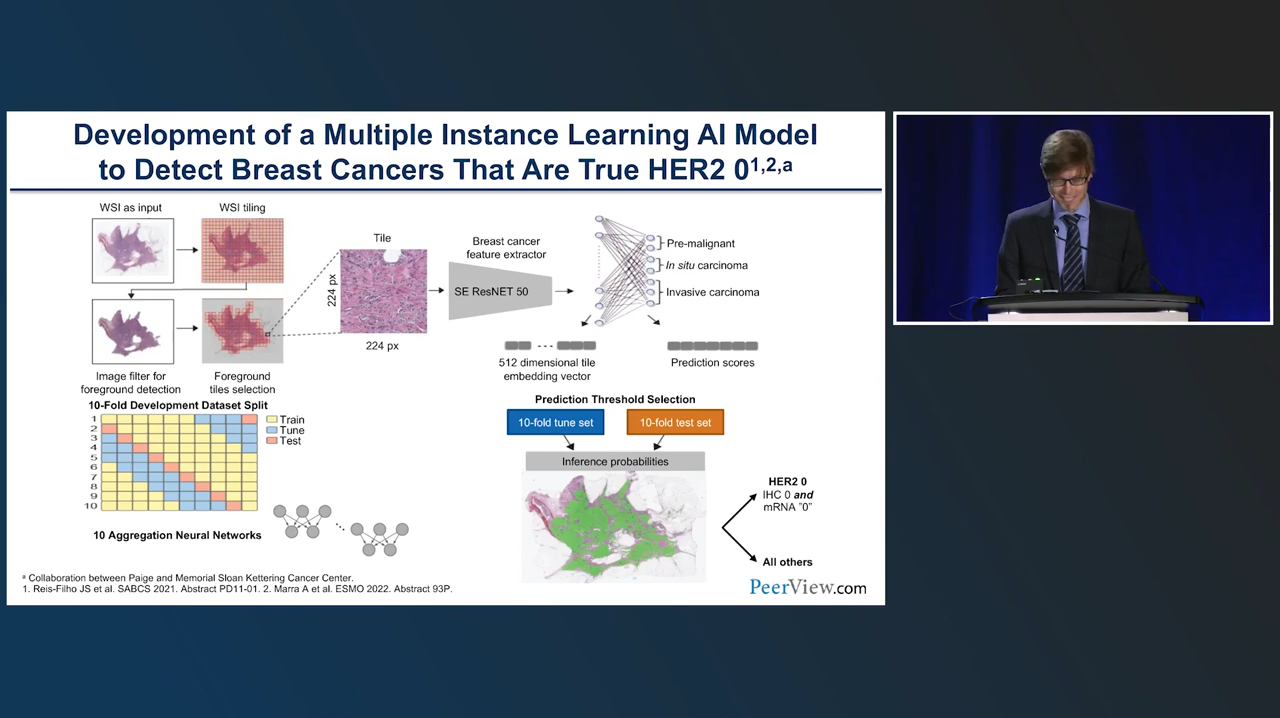 Development of a Multiple Instance Learning AI Model
to Detect Breast Cancers That Are True HER2 0¹,²,ᵃ
WSI as input
WSI tiling
Image filter for
foreground detection
Foreground
tiles selection
Tile
224 px
224 px
Breast cancer
feature extractor
SE ResNET 50
Pre-malignant
In situ carcinoma
Invasive carcinoma
512 dimensional tile
embedding vector
Prediction scores
10-Fold Development Dataset Split
1
2
3
4
5
6
7
8
9
10
Train
Tune
Test
10 Aggregation Neural Networks
Prediction Threshold Selection
10-fold tune set
10-fold test set
Inference probabilities
HER2 0
IHC 0 and
mRNA "0"
All others
ᵃ Collaboration between Paige and Memorial Sloan Kettering Cancer Center.
1. Reis-Filho JS et al. SABCS 2021. Abstract PD11-01. 2. Marra A et al. ESMO 2022. Abstract 93P.
PeerView.com